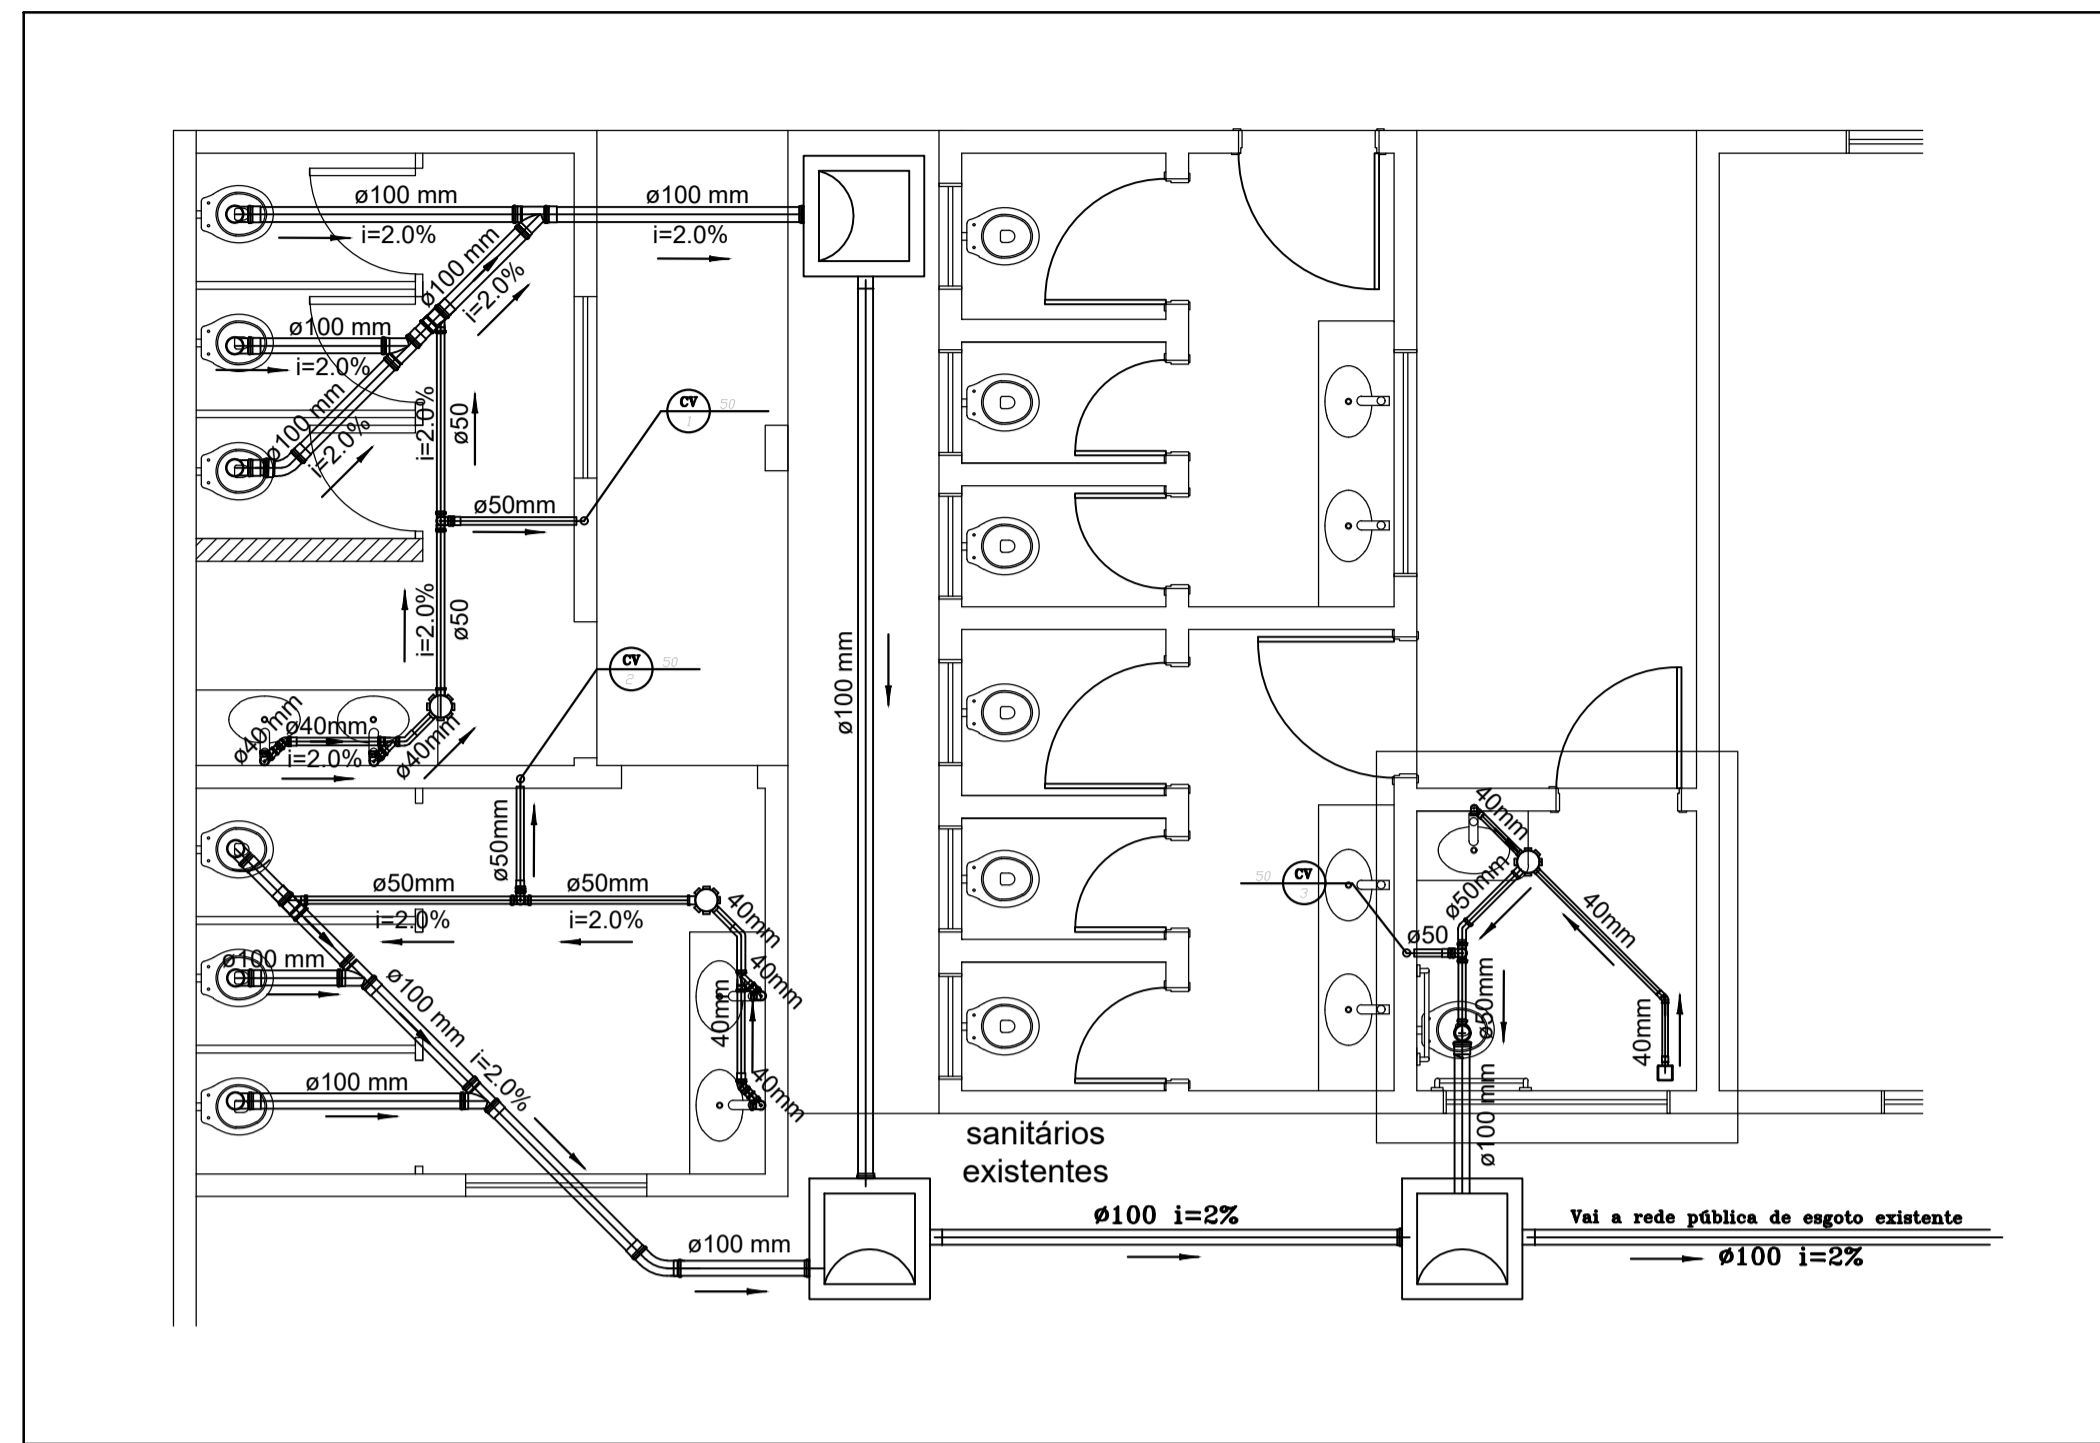 ø100 mm
i=2.0%
ø100 mm
i=2.0%
ø100 mm
i=2.0%
ø100 mm
i=2.0%
ø100 mm
i=2.0%
i=2.0%
ø50
CV
1
50
ø50mm
i=2.0%
ø50
CV
2
50
ø40mm
ø40mm
i=2.0%
ø40mm
ø50mm
ø50mm
i=2.0%
ø50mm
i=2.0%
40mm
40mm
40mm
40mm
ø100 mm
ø100 mm
i=2.0%
ø100 mm
ø100 mm
ø100 mm
CV
3
50
40mm
ø50mm
40mm
ø50
ø50mm
40mm
ø100 mm
sanitários
existentes
ø100 i=2%
Vai a rede pública de esgoto existente
ø100 i=2%